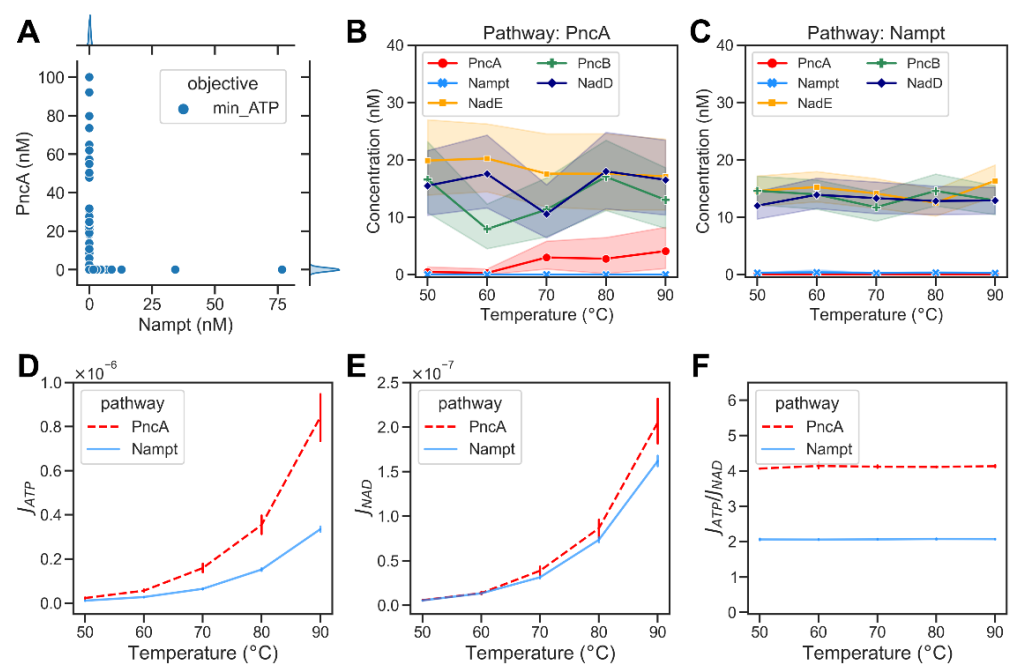 A
PncA (nM)
100
80
60
40
20
0
objective
min_ATP
0 25 50 75
Nampt (nM)
B
Pathway: PncA
Concentration (nM)
40
30
20
10
0
PncA PncB
Nampt NadD
NadE
50 60 70 80 90
Temperature (°C)
C
Pathway: Nampt
Concentration (nM)
40
30
20
10
0
PncA PncB
Nampt NadD
NadE
50 60 70 80 90
Temperature (°C)
D
×10⁻⁶
J_ATP
1.0
0.8
0.6
0.4
0.2
0.0
pathway
PncA
Nampt
50 60 70 80 90
Temperature (°C)
E
×10⁻⁷
J_NAD
2.5
2.0
1.5
1.0
0.5
0.0
pathway
PncA
Nampt
50 60 70 80 90
Temperature (°C)
F
J_ATP/J_NAD
6
5
4
3
2
1
0
pathway
PncA
Nampt
50 60 70 80 90
Temperature (°C)